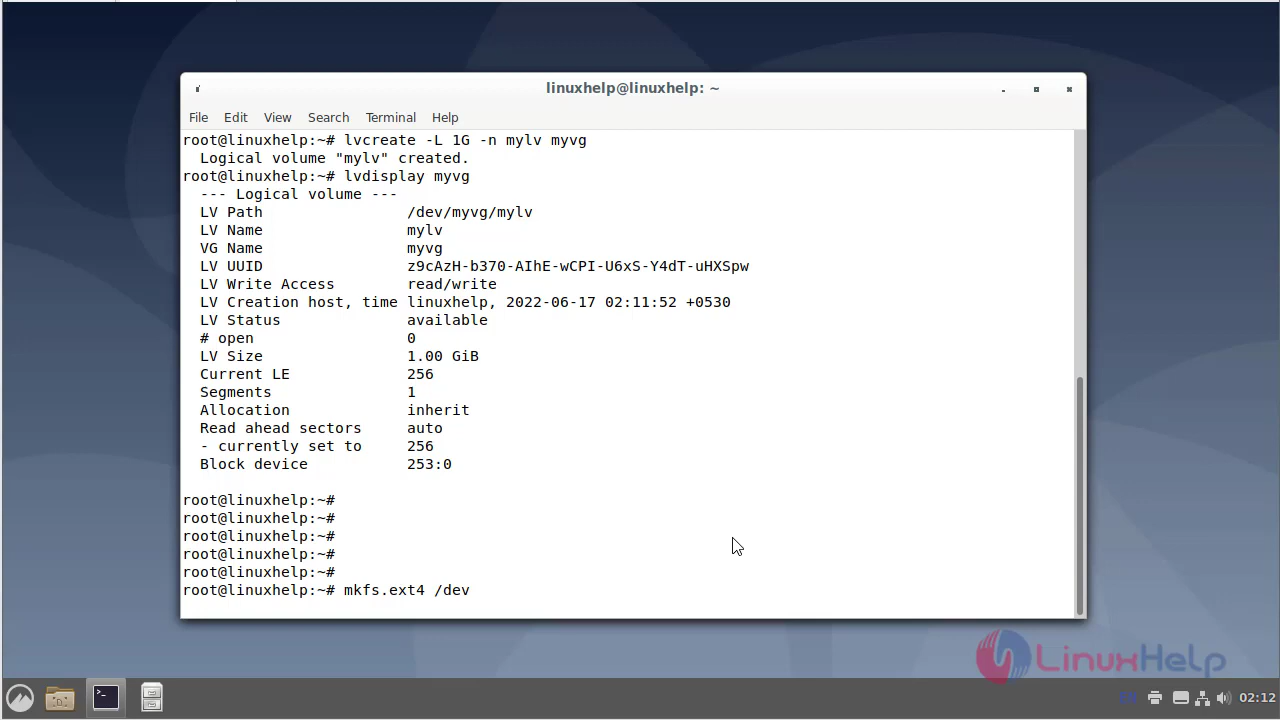 linuxhelp@linuxhelp: ~
File Edit View Search Terminal Help
root@linuxhelp:~# lvcreate -L 1G -n mylv myvg
  Logical volume "mylv" created.
root@linuxhelp:~# lvdisplay myvg
  --- Logical volume ---
  LV Path                /dev/myvg/mylv
  LV Name                mylv
  VG Name                myvg
  LV UUID                z9cAzH-b370-AIhE-wCPI-U6xS-Y4dT-uHXSpw
  LV Write Access        read/write
  LV Creation host, time linuxhelp, 2022-06-17 02:11:52 +0530
  LV Status              available
  # open                 0
  LV Size                1.00 GiB
  Current LE             256
  Segments               1
  Allocation             inherit
  Read ahead sectors     auto
  - currently set to     256
  Block device           253:0
root@linuxhelp:~#
root@linuxhelp:~#
root@linuxhelp:~#
root@linuxhelp:~#
root@linuxhelp:~#
root@linuxhelp:~# mkfs.ext4 /dev
LinuxHelp
02:12